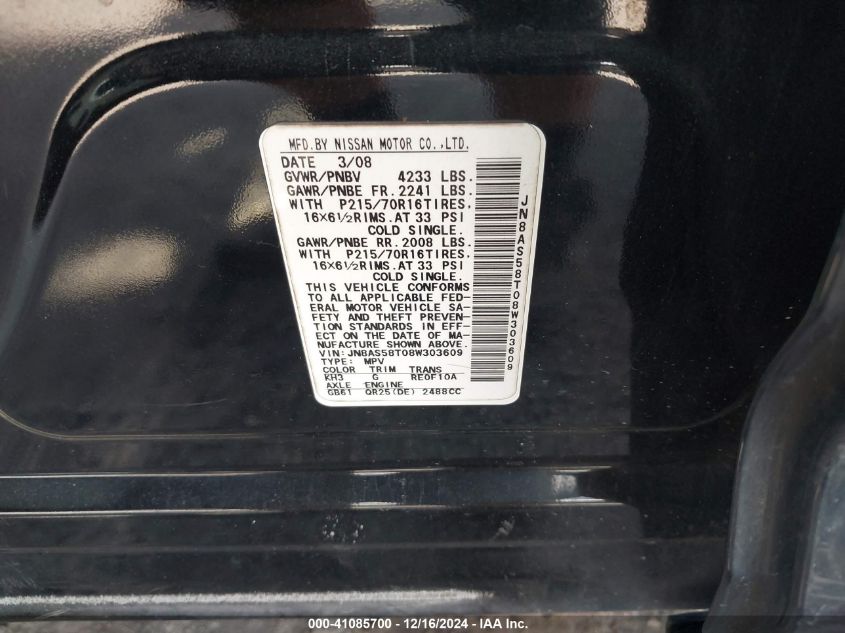 MFD.BY NISSAN MOTOR CO.,LTD.
DATE 3/08
GVWR/PNBV 4233 LBS.
GAWR/PNBE FR.2241 LBS.
WITH P215/70R16TIRES.
16×6½RIMS.AT 33 PSI
COLD SINGLE.
GAWR/PNBE RR.2008 LBS.
WITH P215/70R16TIRES.
16×6½RIMS.AT 33 PSI
COLD SINGLE.
THIS VEHICLE CONFORMS
TO ALL APPLICABLE FED-
ERAL MOTOR VEHICLE SA-
FETY AND THEFT PREVEN-
TION STANDARDS IN EFF-
ECT ON THE DATE OF MA-
NUFACTURE SHOWN ABOVE.
VIN: JN8AS58T08W303609
TYPE: MPV
COLOR TRIM TRANS
KH3 G RE0F10A
AXLE ENGINE
GB61 QR25(DE) 2488CC
JN8AS58T08W303609
000-41085700 - 12/16/2024 - IAA Inc.